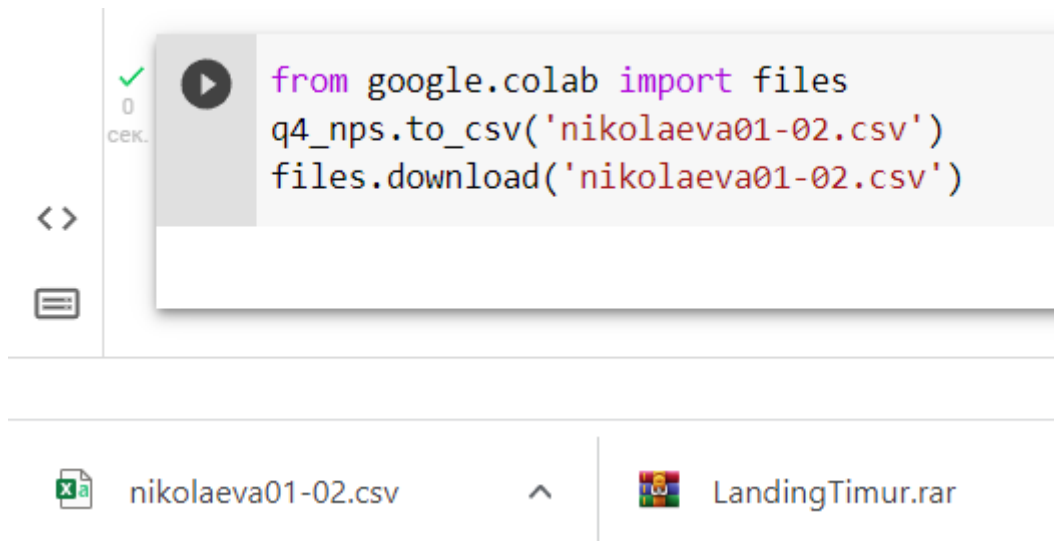 from google.colab import files
0
сек.
q4_nps.to_csv('nikolaeva01-02.csv')
files.download('nikolaeva01-02.csv')
nikolaeva01-02.csv
LandingTimur.rar